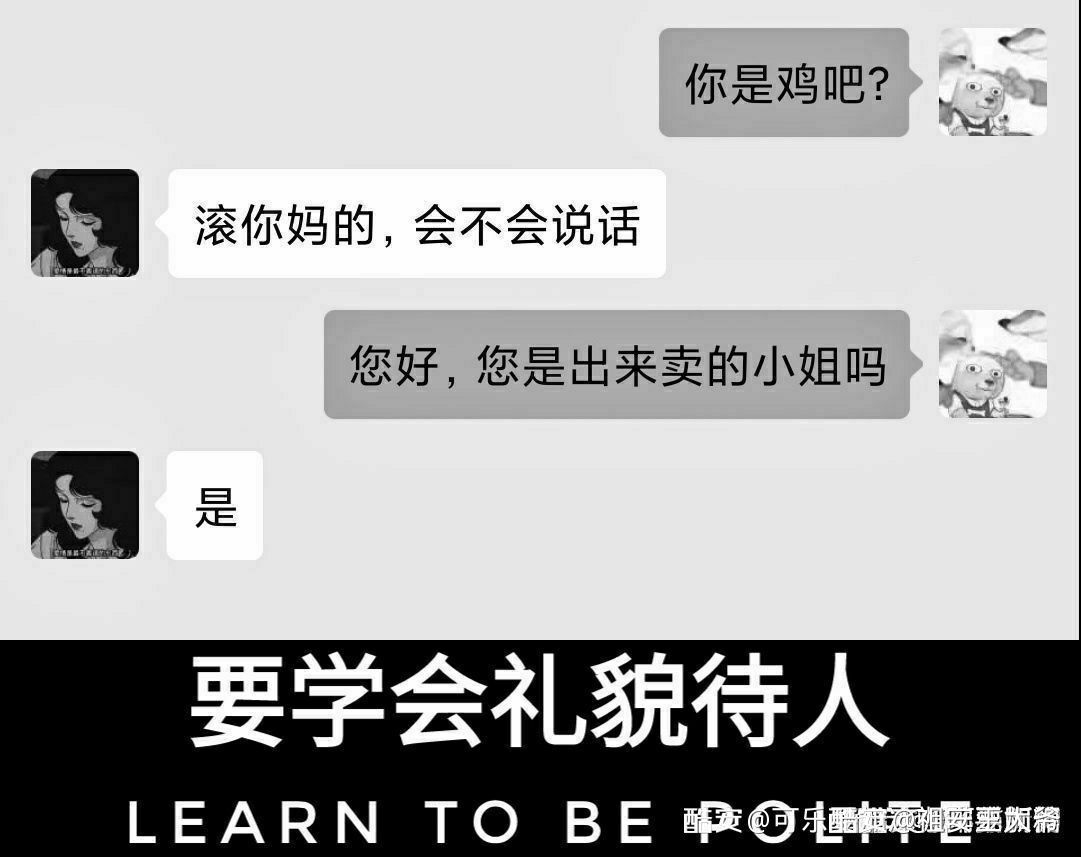 你是鸡吧?
滚你妈的, 会不会说话
您好, 您是出来卖的小姐吗
是
要学会礼貌待人
LEARN TO BE POLITE
酷安@可乐